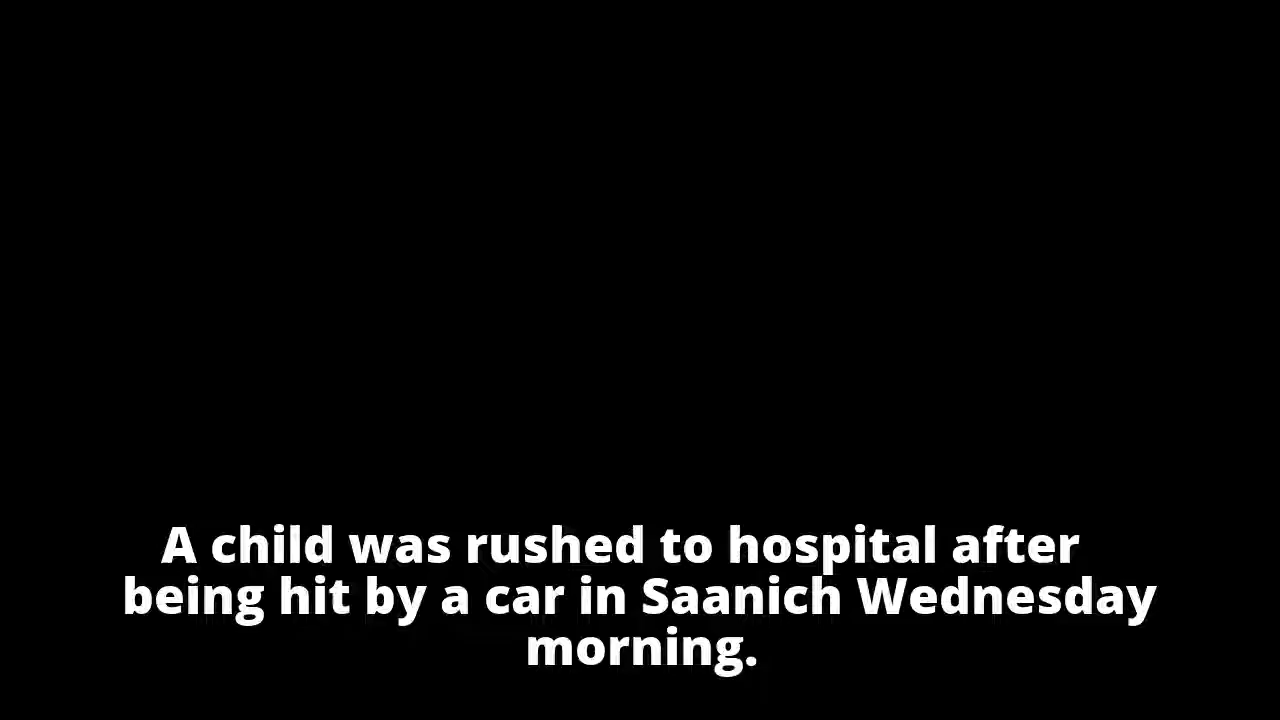 A child was rushed to hospital after
being hit by a car in Saanich Wednesday
morning.